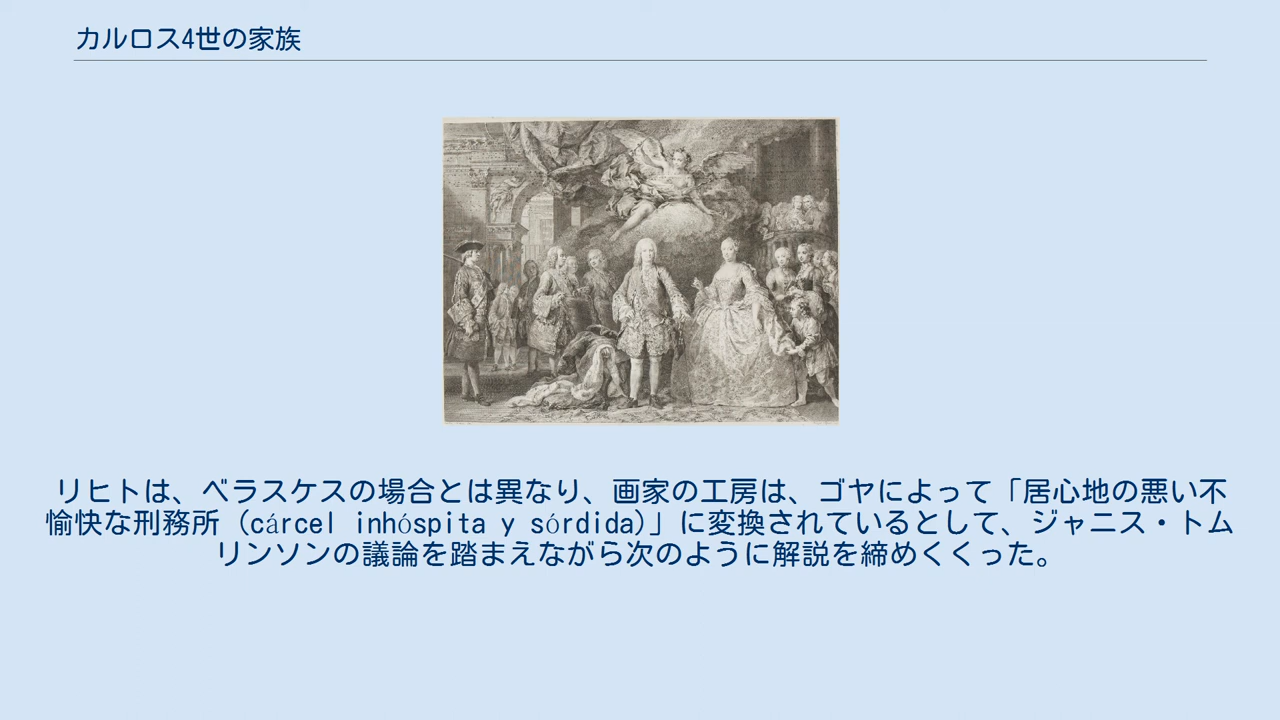 カルロス4世の家族
リヒトは、ベラスケスの場合とは異なり、画家の工房は、ゴヤによって「居心地の悪い不
愉快な刑務所（cárcel inhóspita y sórdida)」に変換されているとして、ジャニス・トム
リンソンの議論を踏まえながら次のように解説を締めくくった。